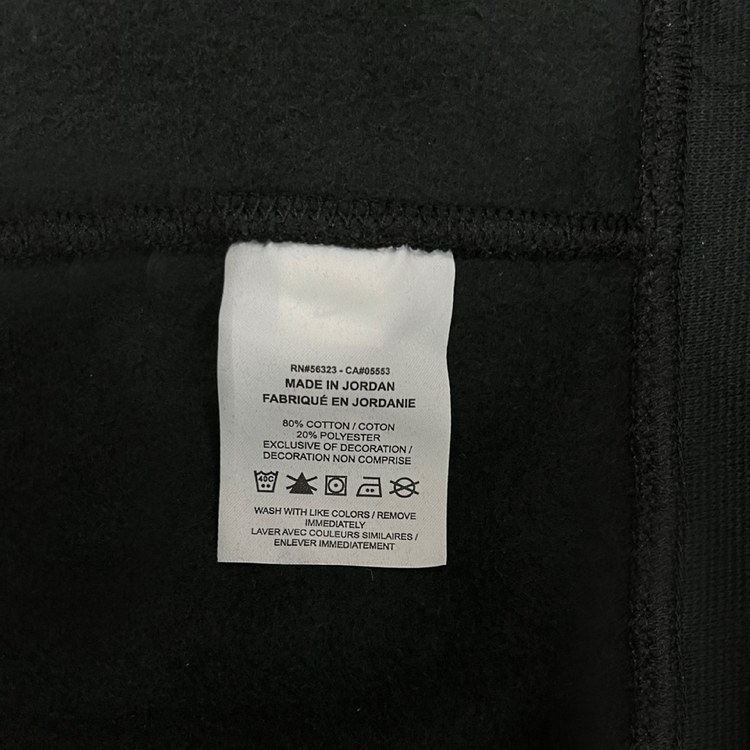 RN#56323 - CA#05553
MADE IN JORDAN
FABRIQUÉ EN JORDANIE
80% COTTON / COTON
20% POLYESTER
EXCLUSIVE OF DECORATION /
DECORATION NON COMPRISE
40C
WASH WITH LIKE COLORS / REMOVE
IMMEDIATELY
LAVER AVEC COULEURS SIMILAIRES /
ENLEVER IMMEDIATEMENT